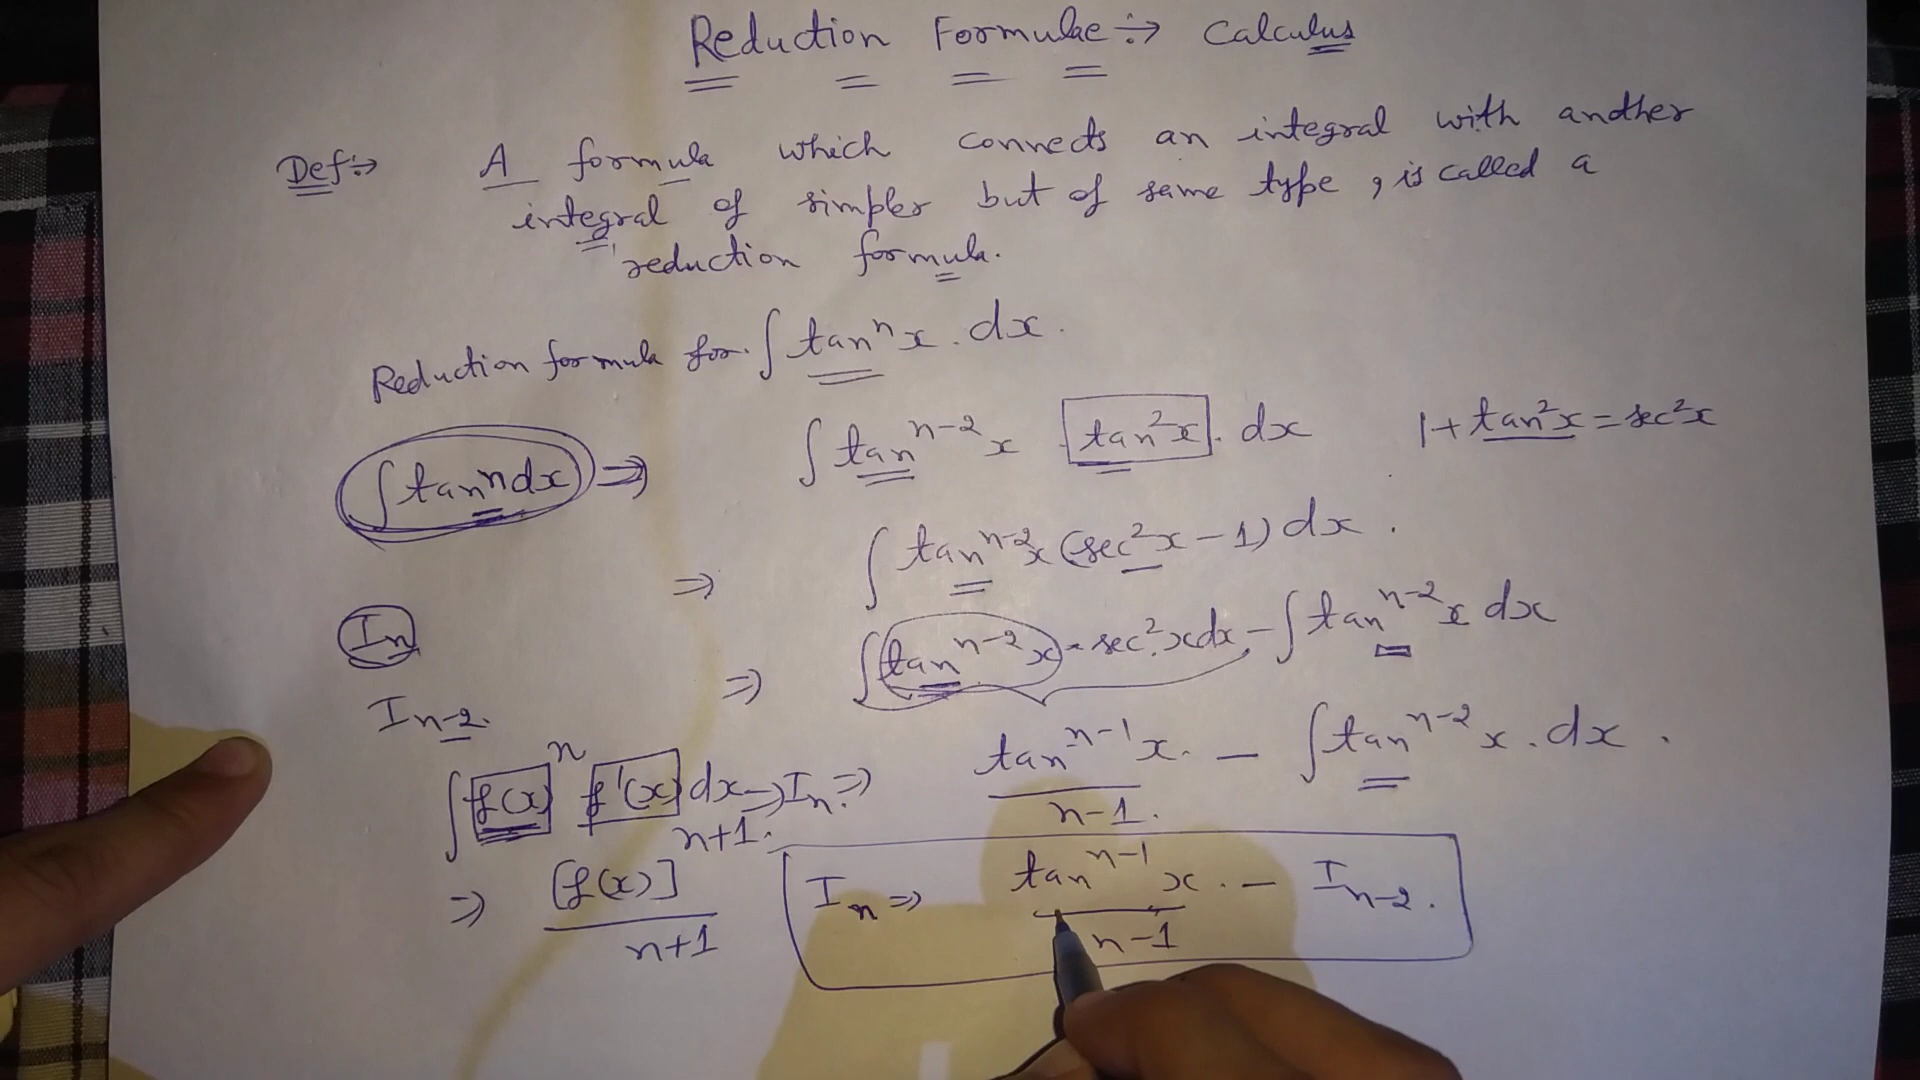 Reduction Formulae :→ Calculus
Def :→ A formula which connects an integral with another
integral of simpler but of same type, is called a
reduction formula.
Reduction formula for ∫ tanⁿx . dx .
∫ tanⁿdx ⇒ ∫ tanⁿ⁻²x . tan²x . dx 1 + tan²x = sec²x
⇒ ∫ tanⁿ⁻²x (sec²x - 1) dx .
In
⇒ ∫ tanⁿ⁻²x . sec²x dx - ∫ tanⁿ⁻²x dx
In-2.
∫ [f(x)]ⁿ f'(x) dx ⇒ In ⇒ tanⁿ⁻¹x . / n-1. - ∫ tanⁿ⁻²x . dx .
⇒ [f(x)]ⁿ⁺¹ / n+1
In ⇒ tanⁿ⁻¹x . / n-1 - In-2 .